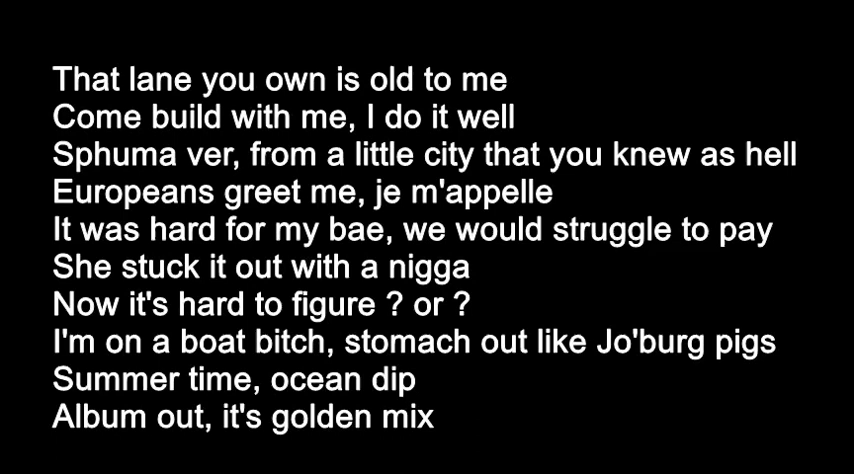 That lane you own is old to me
Come build with me, I do it well
Sphuma ver, from a little city that you knew as hell
Europeans greet me, je m'appelle
It was hard for my bae, we would struggle to pay
She stuck it out with a nigga
Now it's hard to figure ? or ?
I'm on a boat bitch, stomach out like Jo'burg pigs
Summer time, ocean dip
Album out, it's golden mix